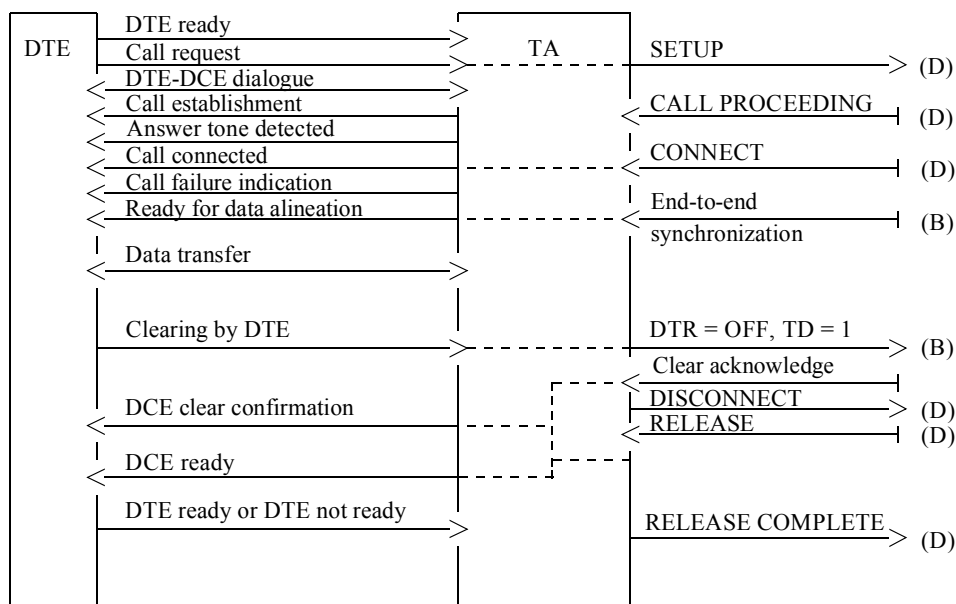 DTE ready
DTE TA
Call request SETUP (D)
DTE-DCE dialogue
Call establishment CALL PROCEEDING (D)
Answer tone detected
Call connected CONNECT (D)
Call failure indication
Ready for data alineation End-to-end (B)
synchronization
Data transfer
Clearing by DTE DTR = OFF, TD = 1 (B)
Clear acknowledge
DCE clear confirmation DISCONNECT (D)
RELEASE (D)
DCE ready
DTE ready or DTE not ready RELEASE COMPLETE (D)